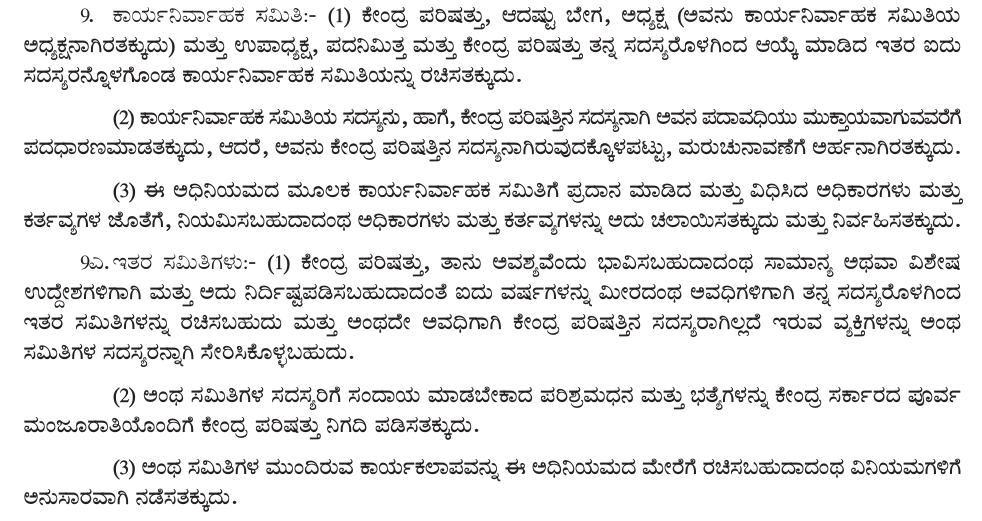 9. ಕಾರ್ಯನಿರ್ವಾಹಕ ಸಮಿತಿ:- (1) ಕೇಂದ್ರ ಪರಿಷತ್ತು, ಆದಷ್ಟು ಬೇಗ, ಅಧ್ಯಕ್ಷ (ಅವನು ಕಾರ್ಯನಿರ್ವಾಹಕ ಸಮಿತಿಯ
ಅಧ್ಯಕ್ಷನಾಗಿರತಕ್ಕುದು) ಮತ್ತು ಉಪಾಧ್ಯಕ್ಷ, ಪದನಿಮಿತ್ತ ಮತ್ತು ಕೇಂದ್ರ ಪರಿಷತ್ತು ತನ್ನ ಸದಸ್ಯರೊಳಗಿಂದ ಆಯ್ಕೆ ಮಾಡಿದ ಇತರ ಐದು
ಸದಸ್ಯರನ್ನೊಳಗೊಂಡ ಕಾರ್ಯನಿರ್ವಾಹಕ ಸಮಿತಿಯನ್ನು ರಚಿಸತಕ್ಕುದು.
(2) ಕಾರ್ಯನಿರ್ವಾಹಕ ಸಮಿತಿಯ ಸದಸ್ಯನು, ಹಾಗೆ, ಕೇಂದ್ರ ಪರಿಷತ್ತಿನ ಸದಸ್ಯನಾಗಿ ಅವನ ಪದಾವಧಿಯು ಮುಕ್ತಾಯವಾಗುವವರೆಗೆ
ಪದಧಾರಣಮಾಡತಕ್ಕುದು, ಆದರೆ, ಅವನು ಕೇಂದ್ರ ಪರಿಷತ್ತಿನ ಸದಸ್ಯನಾಗಿರುವುದಕ್ಕೊಳಪಟ್ಟು, ಮರುಚುನಾವಣೆಗೆ ಅರ್ಹನಾಗಿರತಕ್ಕುದು.
(3) ಈ ಅಧಿನಿಯಮದ ಮೂಲಕ ಕಾರ್ಯನಿರ್ವಾಹಕ ಸಮಿತಿಗೆ ಪ್ರದಾನ ಮಾಡಿದ ಮತ್ತು ವಿಧಿಸಿದ ಅಧಿಕಾರಗಳು ಮತ್ತು
ಕರ್ತವ್ಯಗಳ ಜೊತೆಗೆ, ನಿಯಮಿಸಬಹುದಾದಂಥ ಅಧಿಕಾರಗಳು ಮತ್ತು ಕರ್ತವ್ಯಗಳನ್ನು ಅದು ಚಲಾಯಿಸತಕ್ಕುದು ಮತ್ತು ನಿರ್ವಹಿಸತಕ್ಕುದು.
9ಎ. ಇತರ ಸಮಿತಿಗಳು:- (1) ಕೇಂದ್ರ ಪರಿಷತ್ತು, ತಾನು ಅವಶ್ಯವೆಂದು ಭಾವಿಸಬಹುದಾದಂಥ ಸಾಮಾನ್ಯ ಅಥವಾ ವಿಶೇಷ
ಉದ್ದೇಶಗಳಿಗಾಗಿ ಮತ್ತು ಅದು ನಿರ್ದಿಷ್ಟಪಡಿಸಬಹುದಾದಂತೆ ಐದು ವರ್ಷಗಳನ್ನು ಮೀರದಂಥ ಅವಧಿಗಳಿಗಾಗಿ ತನ್ನ ಸದಸ್ಯರೊಳಗಿಂದ
ಇತರ ಸಮಿತಿಗಳನ್ನು ರಚಿಸಬಹುದು ಮತ್ತು ಅಂಥದೇ ಅವಧಿಗಾಗಿ ಕೇಂದ್ರ ಪರಿಷತ್ತಿನ ಸದಸ್ಯರಾಗಿಲ್ಲದೆ ಇರುವ ವ್ಯಕ್ತಿಗಳನ್ನು ಅಂಥ
ಸಮಿತಿಗಳ ಸದಸ್ಯರನ್ನಾಗಿ ಸೇರಿಸಿಕೊಳ್ಳಬಹುದು.
(2) ಅಂಥ ಸಮಿತಿಗಳ ಸದಸ್ಯರಿಗೆ ಸಂದಾಯ ಮಾಡಬೇಕಾದ ಪರಿಶ್ರಮಧನ ಮತ್ತು ಭತ್ಯೆಗಳನ್ನು ಕೇಂದ್ರ ಸರ್ಕಾರದ ಪೂರ್ವ
ಮಂಜೂರಾತಿಯೊಂದಿಗೆ ಕೇಂದ್ರ ಪರಿಷತ್ತು ನಿಗದಿ ಪಡಿಸತಕ್ಕುದು.
(3) ಅಂಥ ಸಮಿತಿಗಳ ಮುಂದಿರುವ ಕಾರ್ಯಕಲಾಪವನ್ನು ಈ ಅಧಿನಿಯಮದ ಮೇರೆಗೆ ರಚಿಸಬಹುದಾದಂಥ ವಿನಿಯಮಗಳಿಗೆ
ಅನುಸಾರವಾಗಿ ನಡೆಸತಕ್ಕುದು.